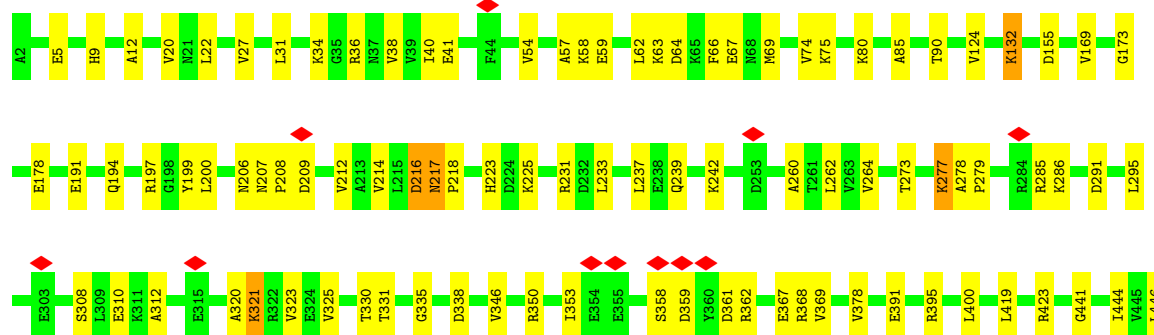 A2 E5 H9 A12 V20 N21 L22 V27 L31 K34 G35 R36 N37 V38 V39 I40 E41 F44 V54 A57 K58 E59 L62 K63 D64 K65 F66 E67 N68 M69 V74 K75 K80 A85 T90 V124 K132 D155 V169 G173
E178 E191 Q194 R197 G198 Y199 L200 N206 N207 P208 D209 V212 A213 V214 L215 D216 N217 P218 H223 D224 K225 R231 D232 L233 L237 E238 Q239 K242 D253 A260 T261 L262 V263 V264 T273 K277 A278 P279 R284 R285 K286 D291 L295
E303 S308 L309 E310 K311 A312 E315 A320 K321 R322 V323 E324 V325 T330 T331 G335 D338 V346 R350 I353 E354 E355 S358 D359 Y360 D361 R362 E367 R368 V369 V378 E391 R395 L400 L419 R423 G441 I444 V445